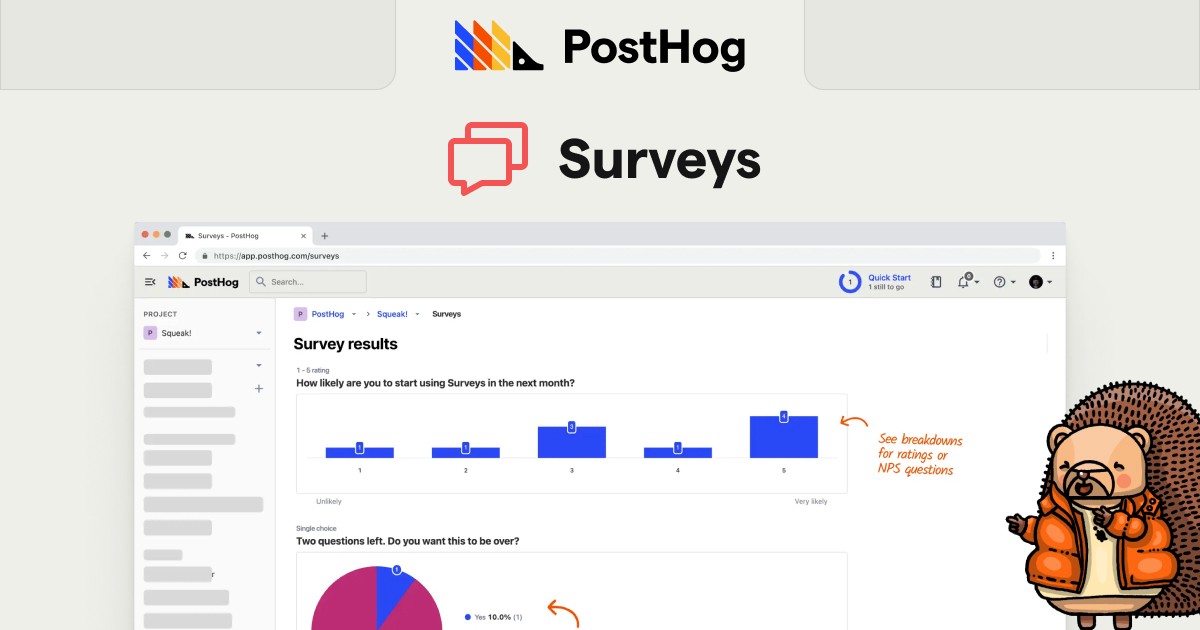 PostHog
Surveys
Surveys - PostHog
https://app.posthog.com/surveys
PostHog
Search...
1
Quick Start
1 still to go
0
PROJECT
P Squeak!
P PostHog Squeak! Surveys
Survey results
1 - 5 rating
How likely are you to start using Surveys in the next month?
1 1 3 1 4
1 2 3 4 5
Unlikely Very likely
See breakdowns
for ratings or
NPS questions
Single choice
Two questions left. Do you want this to be over?
1
Yes 10.0% (1)
r